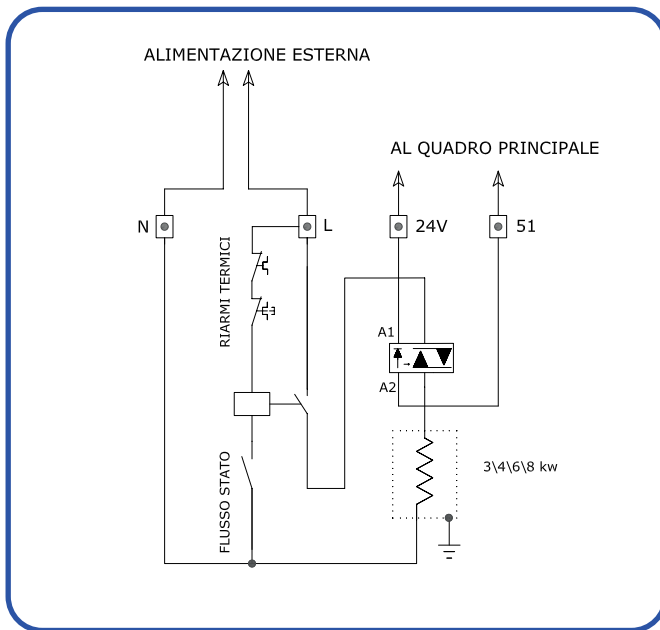 ALIMENTAZIONE ESTERNA
AL QUADRO PRINCIPALE
N
L
24V
51
RIARMI TERMICI
A1
A2
FLUSSO STATO
3\4\6\8 kw